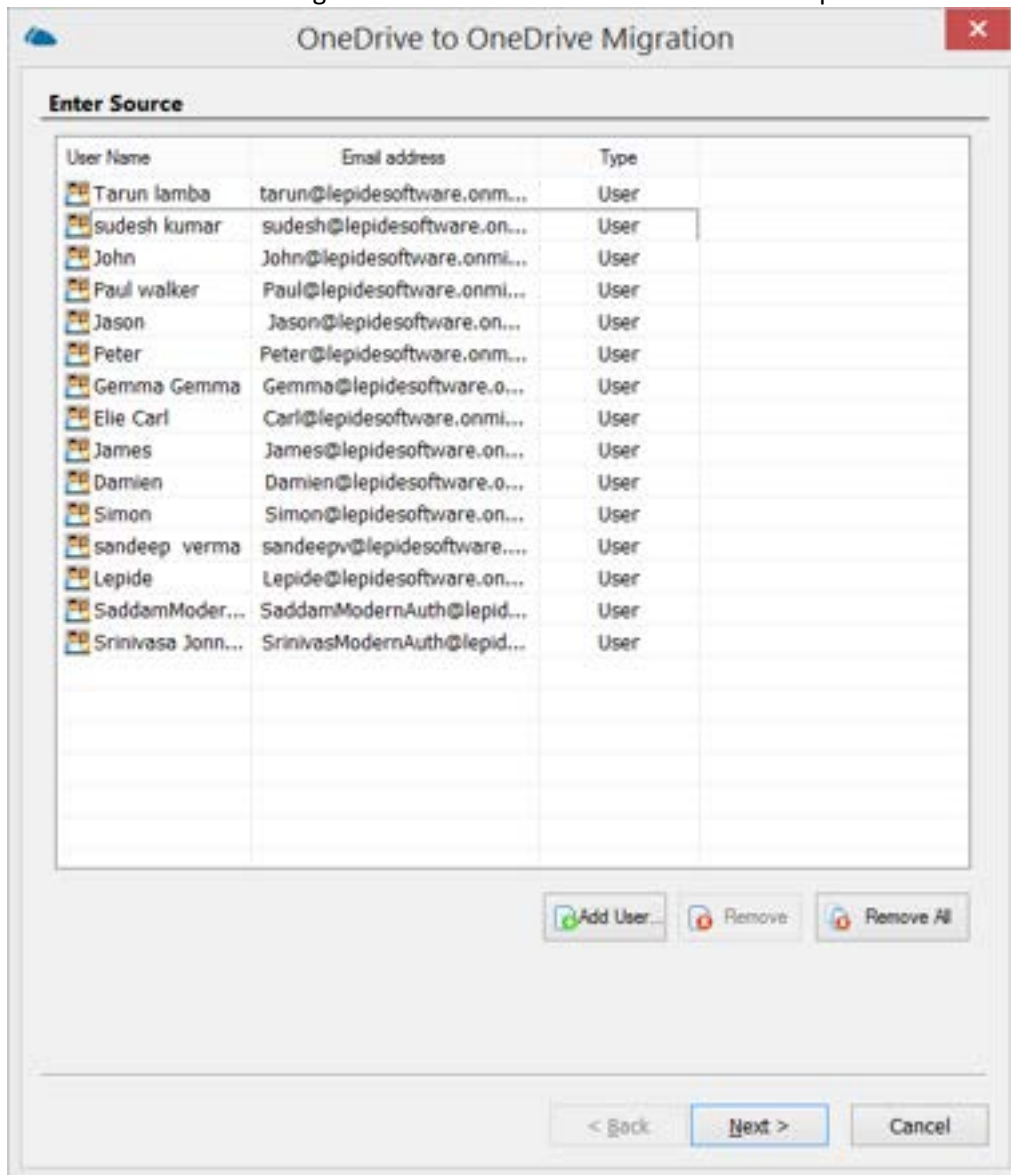 OneDrive to OneDrive Migration
Enter Source
User Name Email address Type
Tarun lamba tarun@lepidesoftware.onm... User
sudesh kumar sudesh@lepidesoftware.on... User
John John@lepidesoftware.onmi... User
Paul walker Paul@lepidesoftware.onmi... User
Jason Jason@lepidesoftware.on... User
Peter Peter@lepidesoftware.onm... User
Gemma Gemma Gemma@lepidesoftware.o... User
Elie Carl Carl@lepidesoftware.onmi... User
James James@lepidesoftware.on... User
Damien Damien@lepidesoftware.o... User
Simon Simon@lepidesoftware.on... User
sandeep verma sandeepv@lepidesoftware.... User
Lepide Lepide@lepidesoftware.on... User
SaddamModer... SaddamModernAuth@lepid... User
Srinivasa Jonn... SrinivasModernAuth@lepid... User
Add User... Remove Remove All
< Back Next > Cancel